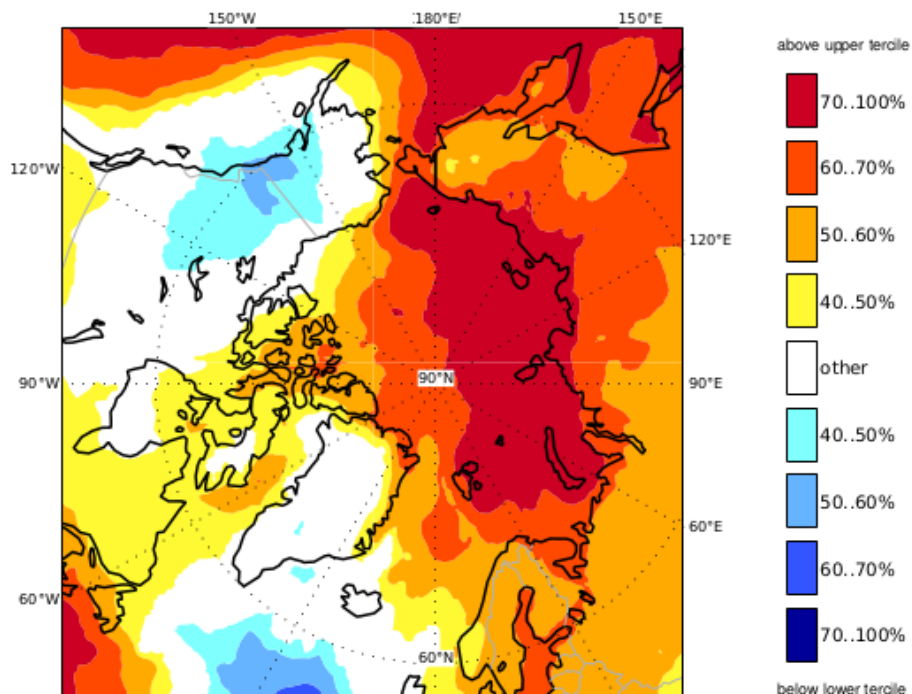 150°W
180°E
150°E
120°W
120°E
90°W
90°N
90°E
60°E
60°W
60°N
above upper tercile
70..100%
60..70%
50..60%
40..50%
other
40..50%
50..60%
60..70%
70..100%
below lower tercile